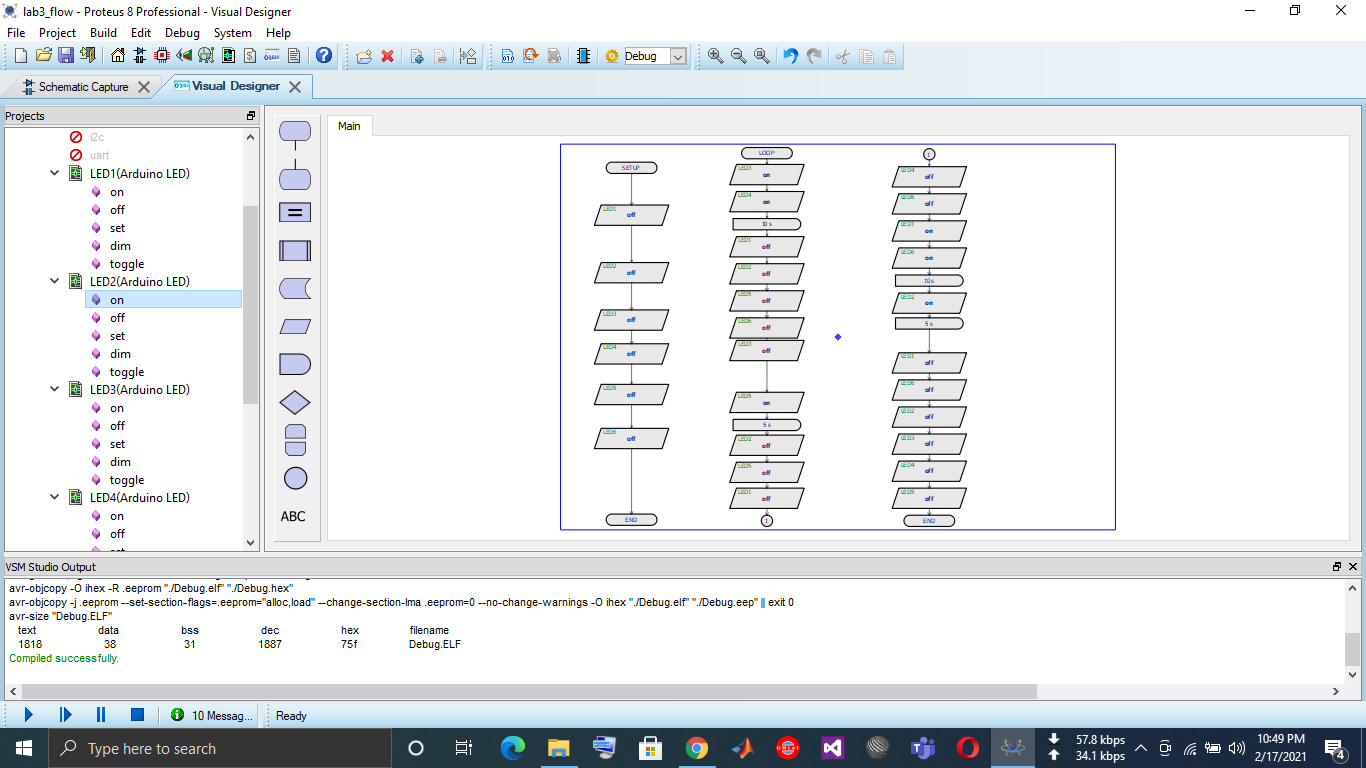 lab3_flow - Proteus 8 Professional - Visual Designer
File Project Build Edit Debug System Help
Debug
Schematic Capture
Visual Designer
Projects
i2c
uart
LED1(Arduino LED)
on
off
set
dim
toggle
LED2(Arduino LED)
on
off
set
dim
toggle
LED3(Arduino LED)
on
off
set
dim
toggle
LED4(Arduino LED)
on
off
ABC
Main
SETUP
LED1
off
LED2
off
LED3
off
LED4
off
LED5
off
LED6
off
END
LOOP
LED3
on
LED4
on
10 s
LED1
off
LED2
off
LED5
off
LED6
off
LED3
off
LED5
on
5 s
LED2
off
LED5
off
LED1
off
1
1
LED4
off
LED6
off
LED1
on
LED6
on
10s
LED2
on
5 s
LED1
off
LED6
off
LED2
off
LED3
off
LED4
off
LED5
off
END
VSM Studio Output
avr-objcopy -O ihex -R .eeprom "./Debug.elf" "./Debug.hex"
avr-objcopy -j .eeprom --set-section-flags=.eeprom="alloc,load" --change-section-lma .eeprom=0 --no-change-warnings -O ihex "./Debug.elf" "./Debug.eep" || exit 0
avr-size "Debug.ELF"
text data bss dec hex filename
1818 38 31 1887 75f Debug.ELF
Compiled successfully.
10 Messag... Ready
Type here to search
57.8 kbps
34.1 kbps
10:49 PM
2/17/2021
4